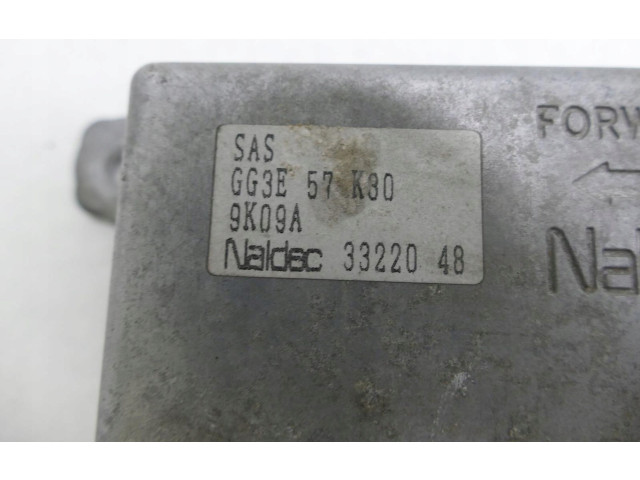 SAS
GG3E 57 K30
9K09A
Naldec 33220 48
FORW
Na